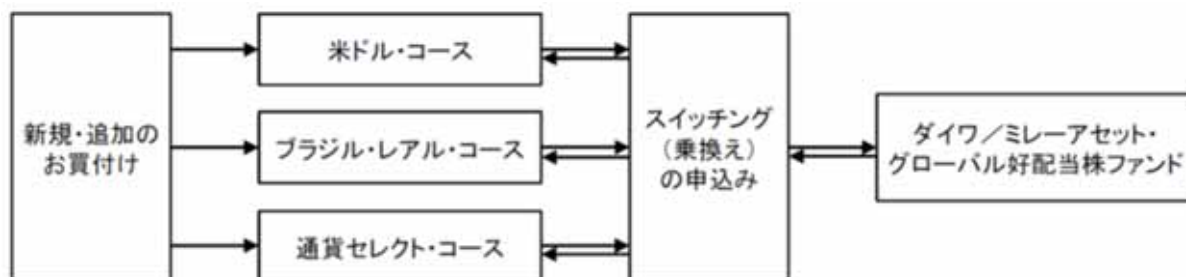 新規・追加の
お買付け
米ドル・コース
ブラジル・レアル・コース
通貨セレクト・コース
スイッチング
（乗換え）
の申込み
ダイワ／ミレーアセット・
グローバル好配当株ファンド